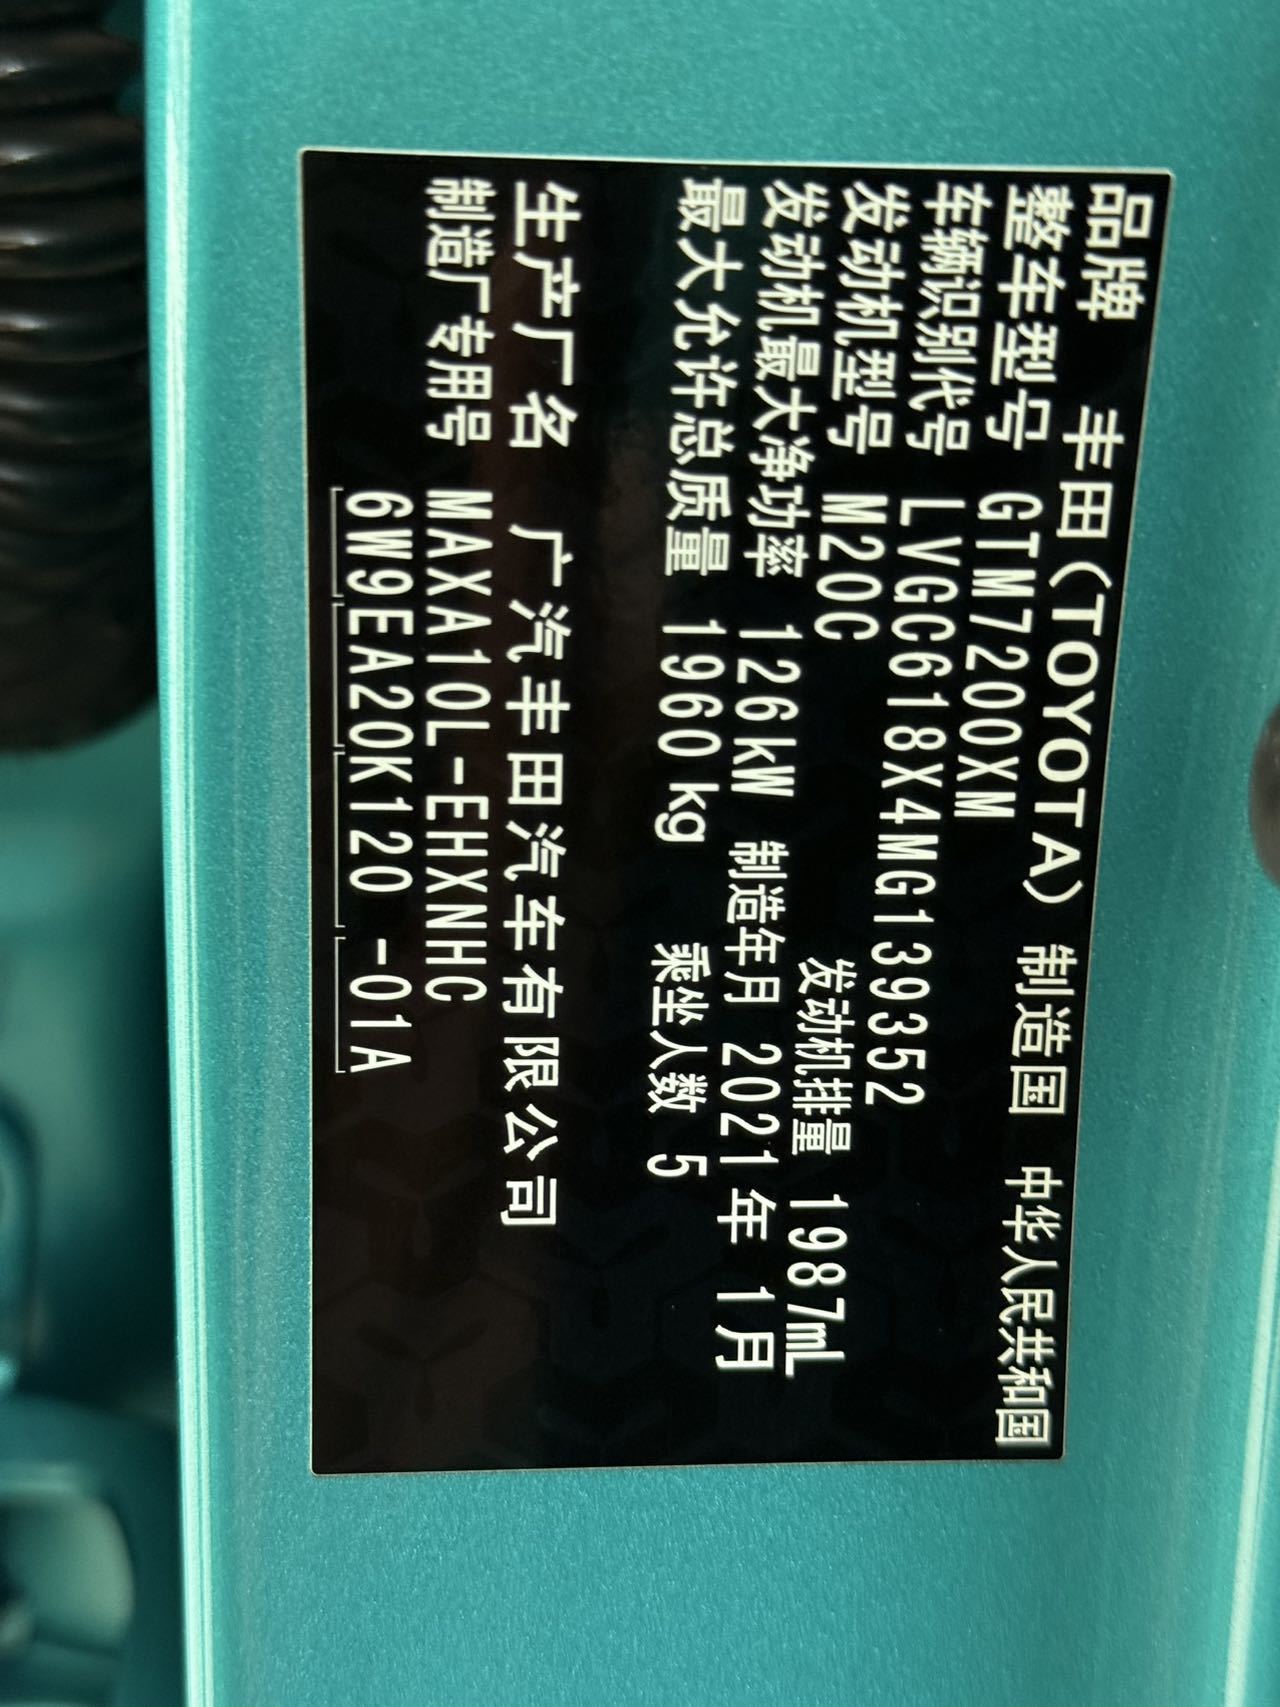 品牌 丰田(TOYOTA) 制造国 中华人民共和国
整车型号 GTM7200XM
车辆识别代号 LVGC618X4MG139352
发动机型号 M20C 发动机排量 1987mL
发动机最大净功率 126kW 制造年月 2021年 1月
最大允许总质量 1960kg 乘坐人数 5
生产厂名 广汽丰田汽车有限公司
制造厂专用号 MAXA10L-EHXNHC
6W9EA20K120 -01A